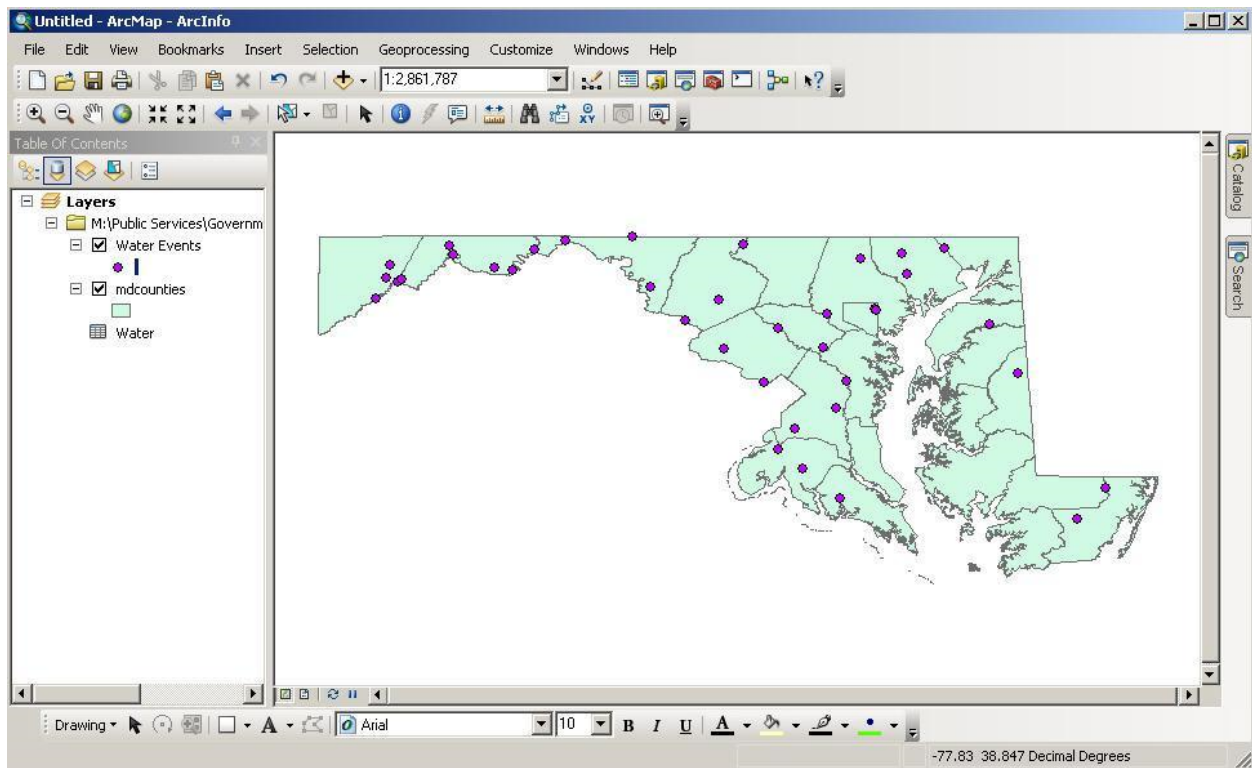 Untitled - ArcMap - ArcInfo
File Edit View Bookmarks Insert Selection Geoprocessing Customize Windows Help
1:2,861,787
Table Of Contents
Layers
M:\Public Services\Governm
Water Events
mdcounties
Water
Catalog
Search
Drawing A Arial 10 B I U A
-77.83 38.847 Decimal Degrees